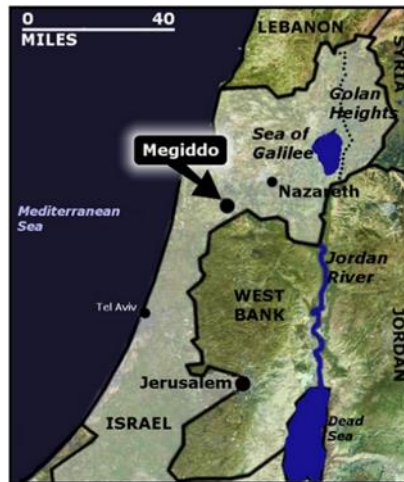 0 40
MILES
LEBANON
SYRIA
Golan
Heights
Sea of
Galilee
Megiddo
Nazareth
Mediterranean
Sea
Jordan
River
WEST
BANK
Tel Aviv
JORDAN
Jerusalem
ISRAEL
Dead
Sea